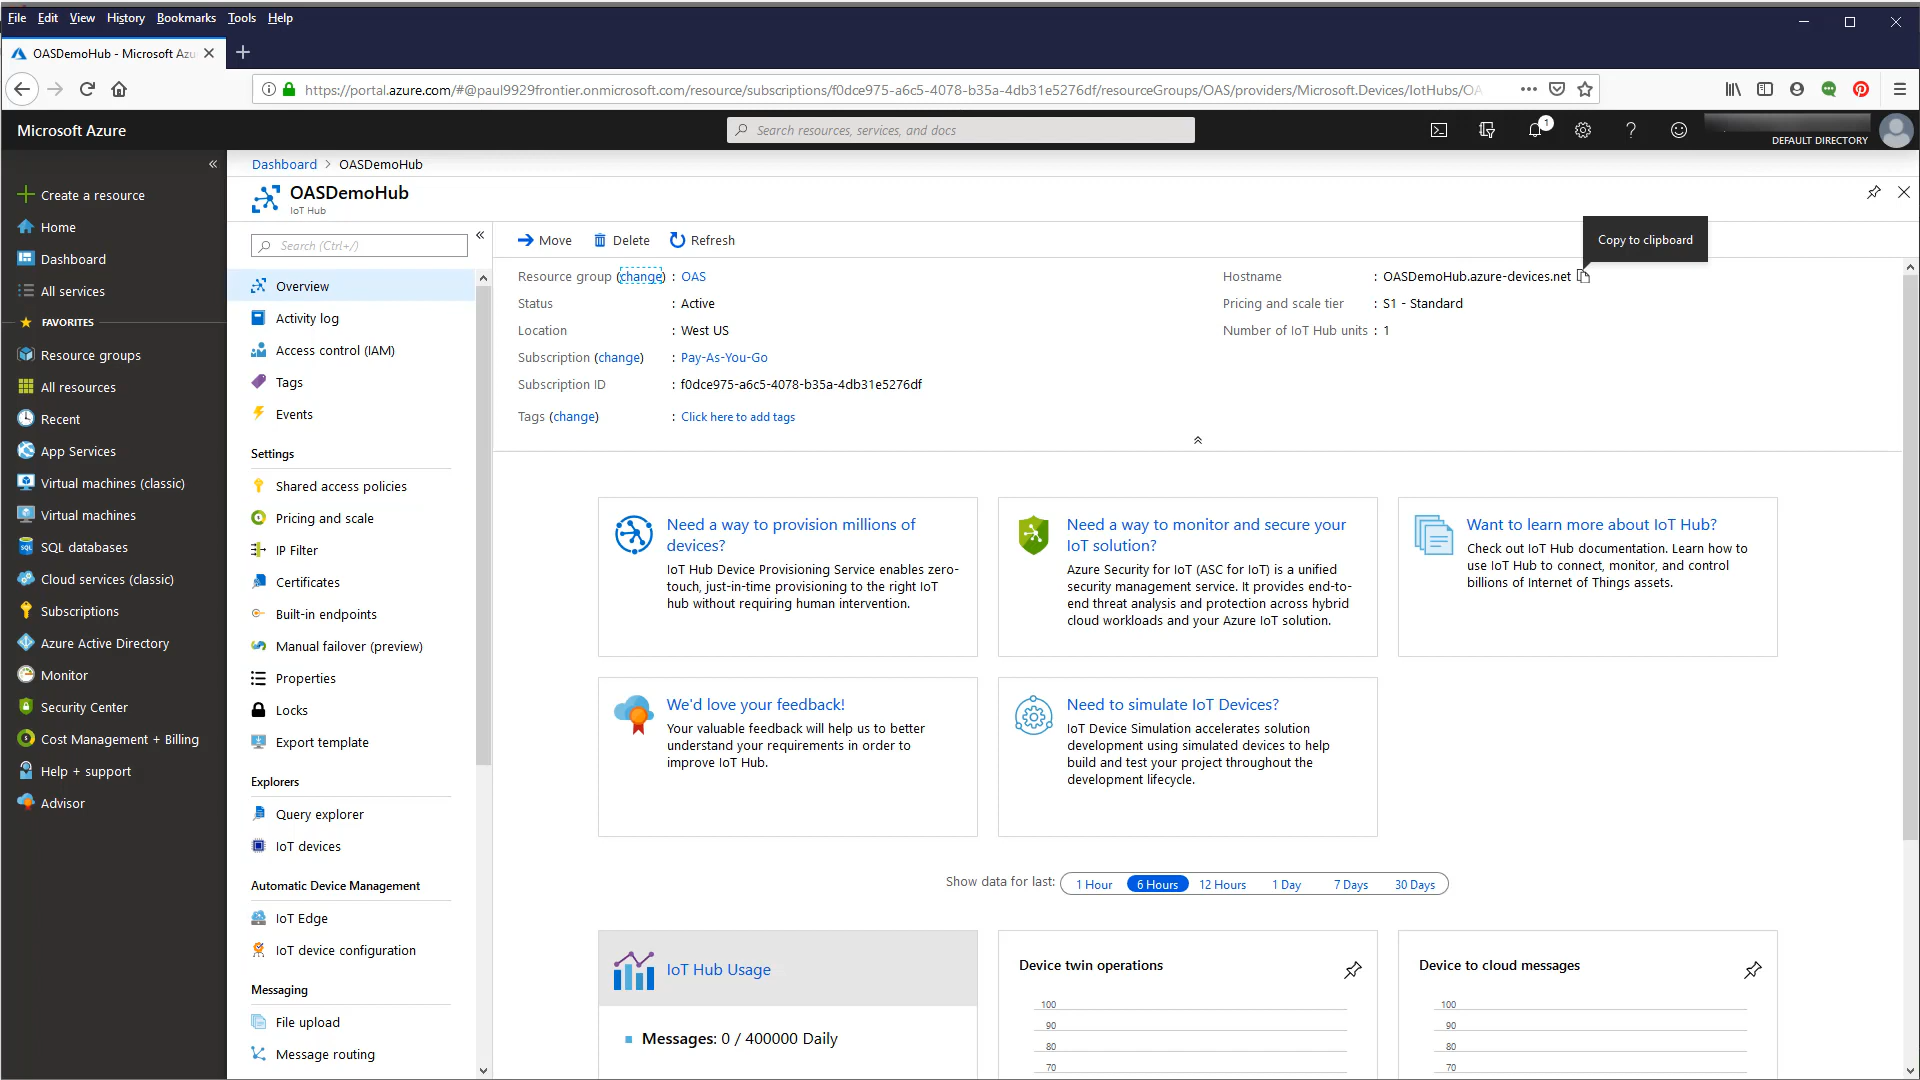 File Edit View History Bookmarks Tools Help
OASDemoHub - Microsoft Azu
https://portal.azure.com/#@paul9929frontier.onmicrosoft.com/resource/subscriptions/f0dce975-a6c5-4078-b35a-4db31e5276df/resourceGroups/OAS/providers/Microsoft.Devices/IotHubs/OA
Microsoft Azure
Search resources, services, and docs
1
DEFAULT DIRECTORY
Create a resource
Home
Dashboard
All services
FAVORITES
Resource groups
All resources
Recent
App Services
Virtual machines (classic)
Virtual machines
SQL databases
Cloud services (classic)
Subscriptions
Azure Active Directory
Monitor
Security Center
Cost Management + Billing
Help + support
Advisor
Dashboard > OASDemoHub
OASDemoHub
IoT Hub
Search (Ctrl+/)
Overview
Activity log
Access control (IAM)
Tags
Events
Settings
Shared access policies
Pricing and scale
IP Filter
Certificates
Built-in endpoints
Manual failover (preview)
Properties
Locks
Export template
Explorers
Query explorer
IoT devices
Automatic Device Management
IoT Edge
IoT device configuration
Messaging
File upload
Message routing
Move Delete Refresh
Copy to clipboard
Resource group (change) : OAS
Status : Active
Location : West US
Subscription (change) : Pay-As-You-Go
Subscription ID : f0dce975-a6c5-4078-b35a-4db31e5276df
Tags (change) : Click here to add tags
Hostname : OASDemoHub.azure-devices.net
Pricing and scale tier : S1 - Standard
Number of IoT Hub units : 1
Need a way to provision millions of
devices?
IoT Hub Device Provisioning Service enables zero-
touch, just-in-time provisioning to the right IoT
hub without requiring human intervention.
Need a way to monitor and secure your
IoT solution?
Azure Security for IoT (ASC for IoT) is a unified
security management service. It provides end-to-
end threat analysis and protection across hybrid
cloud workloads and your Azure IoT solution.
Want to learn more about IoT Hub?
Check out IoT Hub documentation. Learn how to
use IoT Hub to connect, monitor, and control
billions of Internet of Things assets.
We'd love your feedback!
Your valuable feedback will help us to better
understand your requirements in order to
improve IoT Hub.
Need to simulate IoT Devices?
IoT Device Simulation accelerates solution
development using simulated devices to help
build and test your project throughout the
development lifecycle.
Show data for last: 1 Hour 6 Hours 12 Hours 1 Day 7 Days 30 Days
IoT Hub Usage
Messages: 0 / 400000 Daily
Device twin operations
100
90
80
70
Device to cloud messages
100
90
80
70